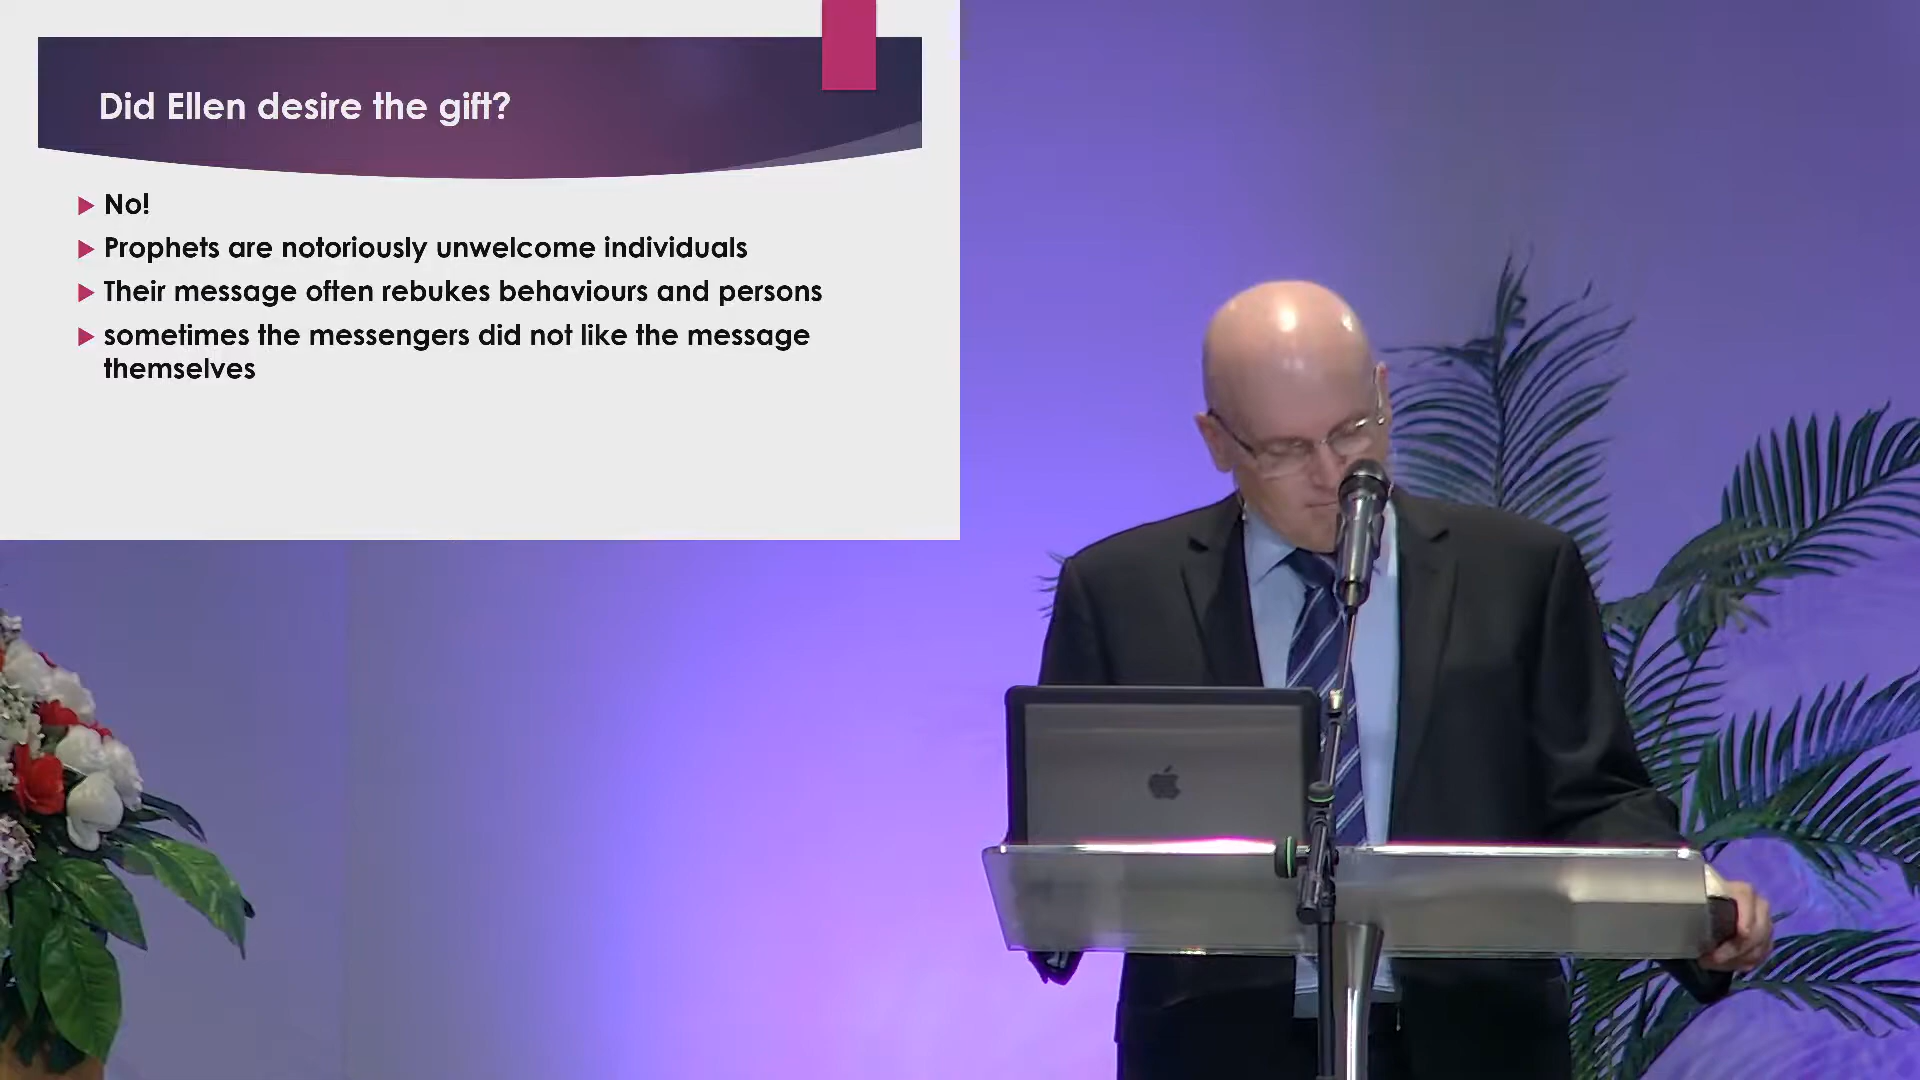 Did Ellen desire the gift?
No!
Prophets are notoriously unwelcome individuals
Their message often rebukes behaviours and persons
sometimes the messengers did not like the message
themselves